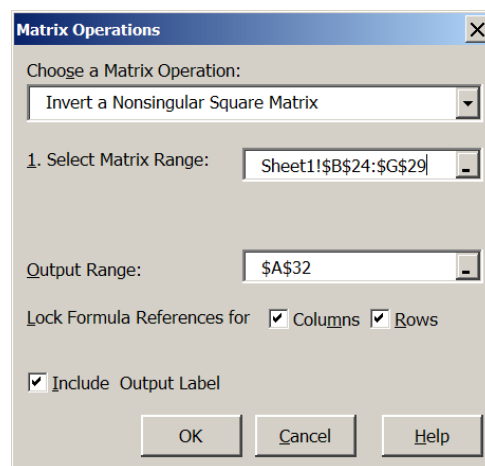 Matrix Operations
Choose a Matrix Operation:
Invert a Nonsingular Square Matrix
1. Select Matrix Range: Sheet1!$B$24:$G$29
Output Range: $A$32
Lock Formula References for Columns Rows
Include Output Label
OK Cancel Help